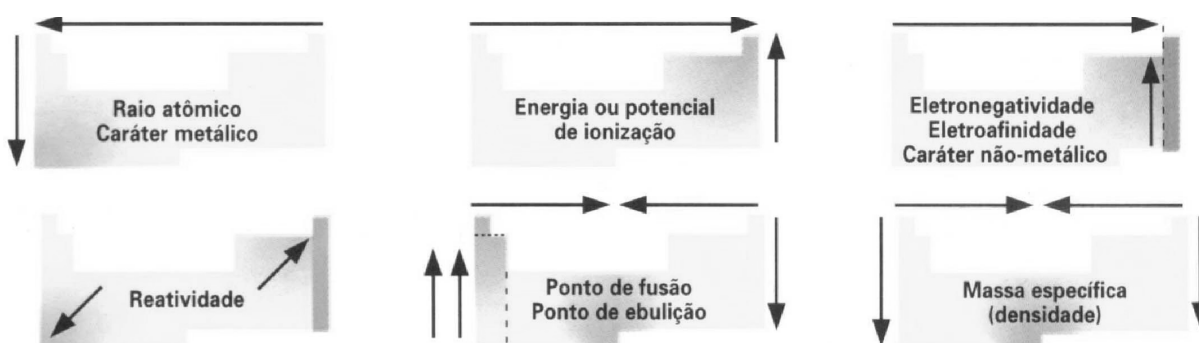 Raio atômico
Caráter metálico
Energia ou potencial
de ionização
Eletronegatividade
Eletroafinidade
Caráter não-metálico
Reatividade
Ponto de fusão
Ponto de ebulição
Massa específica
(densidade)